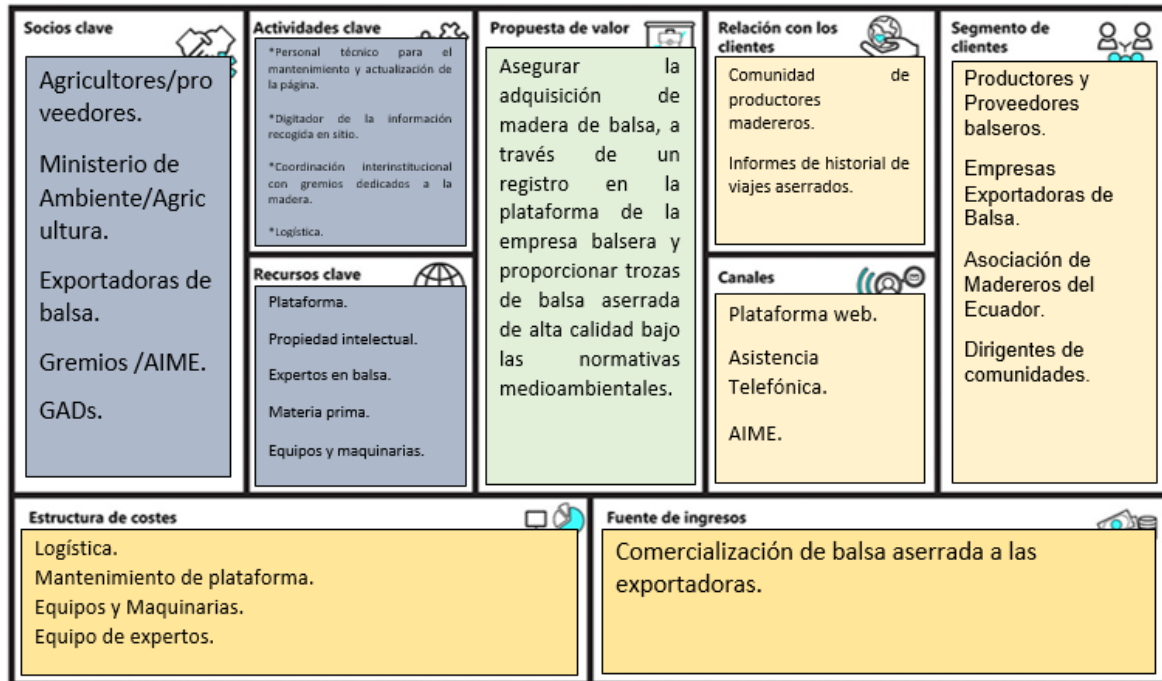 Socios clave
Agricultores/pro
veedores.
Ministerio de
Ambiente/Agric
ultura.
Exportadoras de
balsa.
Gremios /AIME.
GADs.
Actividades clave
*Personal técnico para el
mantenimiento y actualización de
la página.
*Digitador de la información
recogida en sitio.
*Coordinación interinstitucional
con gremios dedicados a la
madera.
*Logística.
Recursos clave
Plataforma.
Propiedad intelectual.
Expertos en balsa.
Materia prima.
Equipos y maquinarias.
Propuesta de valor
Asegurar la
adquisición de
madera de balsa, a
través de un
registro en la
plataforma de la
empresa balsera y
proporcionar trozas
de balsa aserrada
de alta calidad bajo
las normativas
medioambientales.
Relación con los
clientes
Comunidad de
productores
madereros.
Informes de historial de
viajes aserrados.
Canales
Plataforma web.
Asistencia
Telefónica.
AIME.
Segmento de
clientes
Productores y
Proveedores
balseros.
Empresas
Exportadoras de
Balsa.
Asociación de
Madereros del
Ecuador.
Dirigentes de
comunidades.
Estructura de costes
Logística.
Mantenimiento de plataforma.
Equipos y Maquinarias.
Equipo de expertos.
Fuente de ingresos
Comercialización de balsa aserrada a las
exportadoras.